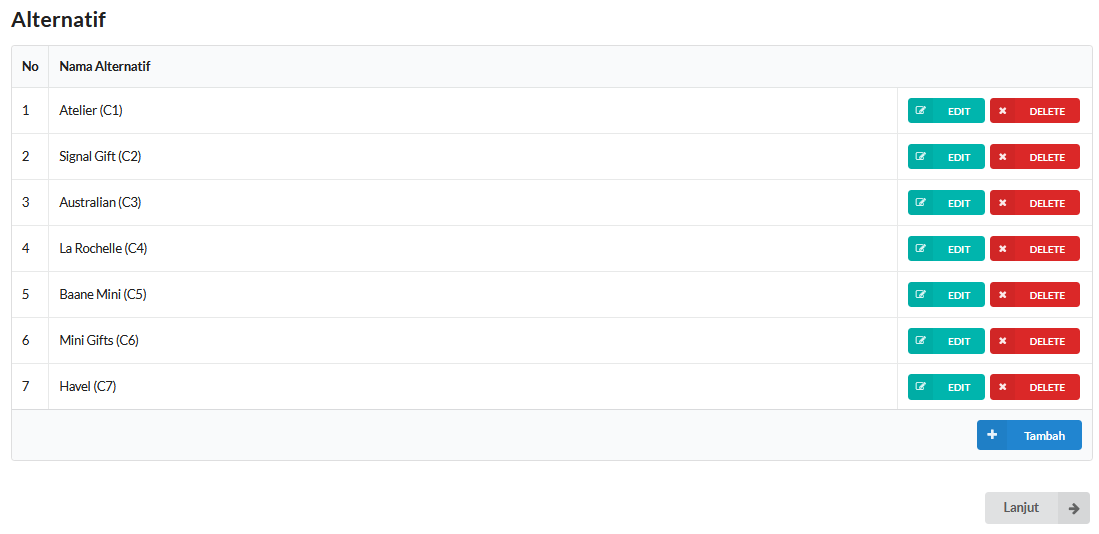 Alternatif
No Nama Alternatif
1 Atelier (C1) EDIT DELETE
2 Signal Gift (C2) EDIT DELETE
3 Australian (C3) EDIT DELETE
4 La Rochelle (C4) EDIT DELETE
5 Baane Mini (C5) EDIT DELETE
6 Mini Gifts (C6) EDIT DELETE
7 Havel (C7) EDIT DELETE
Tambah
Lanjut